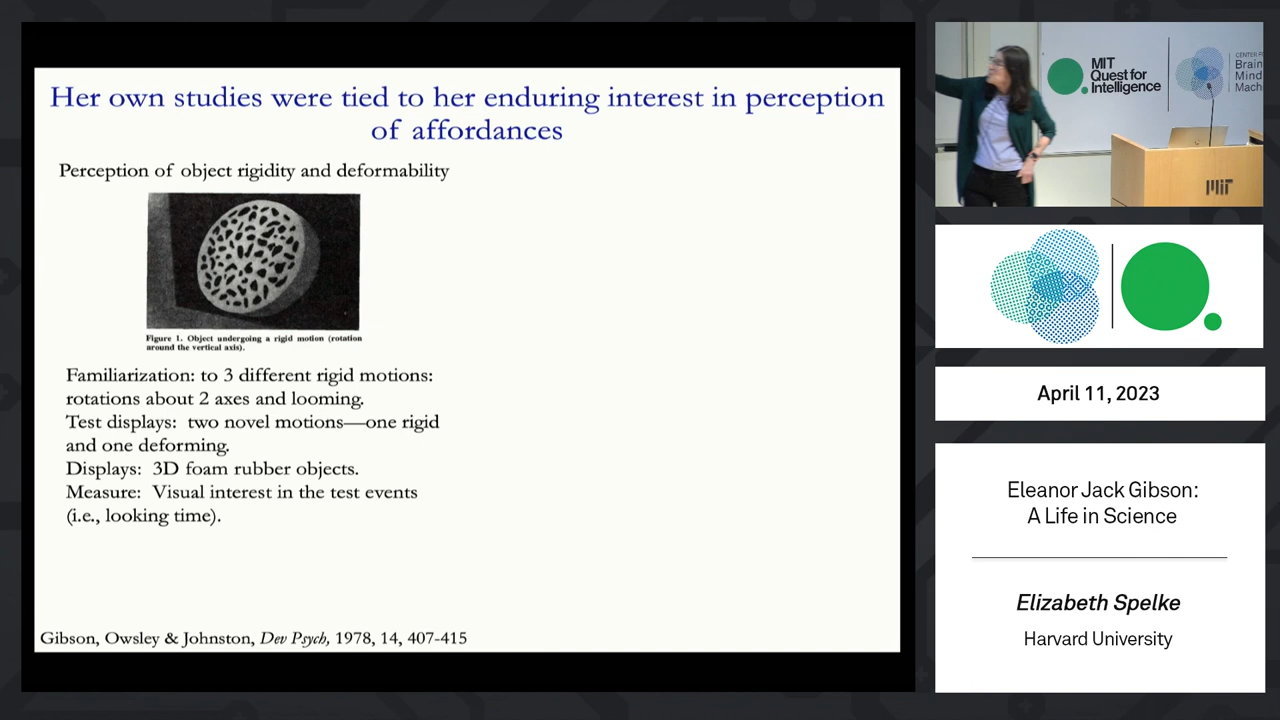 Her own studies were tied to her enduring interest in perception
of affordances
Perception of object rigidity and deformability
Figure 1. Object undergoing a rigid motion (rotation
around the vertical axis).
Familiarization: to 3 different rigid motions:
rotations about 2 axes and looming.
Test displays: two novel motions—one rigid
and one deforming.
Displays: 3D foam rubber objects.
Measure: Visual interest in the test events
(i.e., looking time).
Gibson, Owsley & Johnston, Dev Psych, 1978, 14, 407-415
MIT
Quest for
Intelligence
CENTER
Brain
Mind
Mach
MIT
April 11, 2023
Eleanor Jack Gibson:
A Life in Science
Elizabeth Spelke
Harvard University